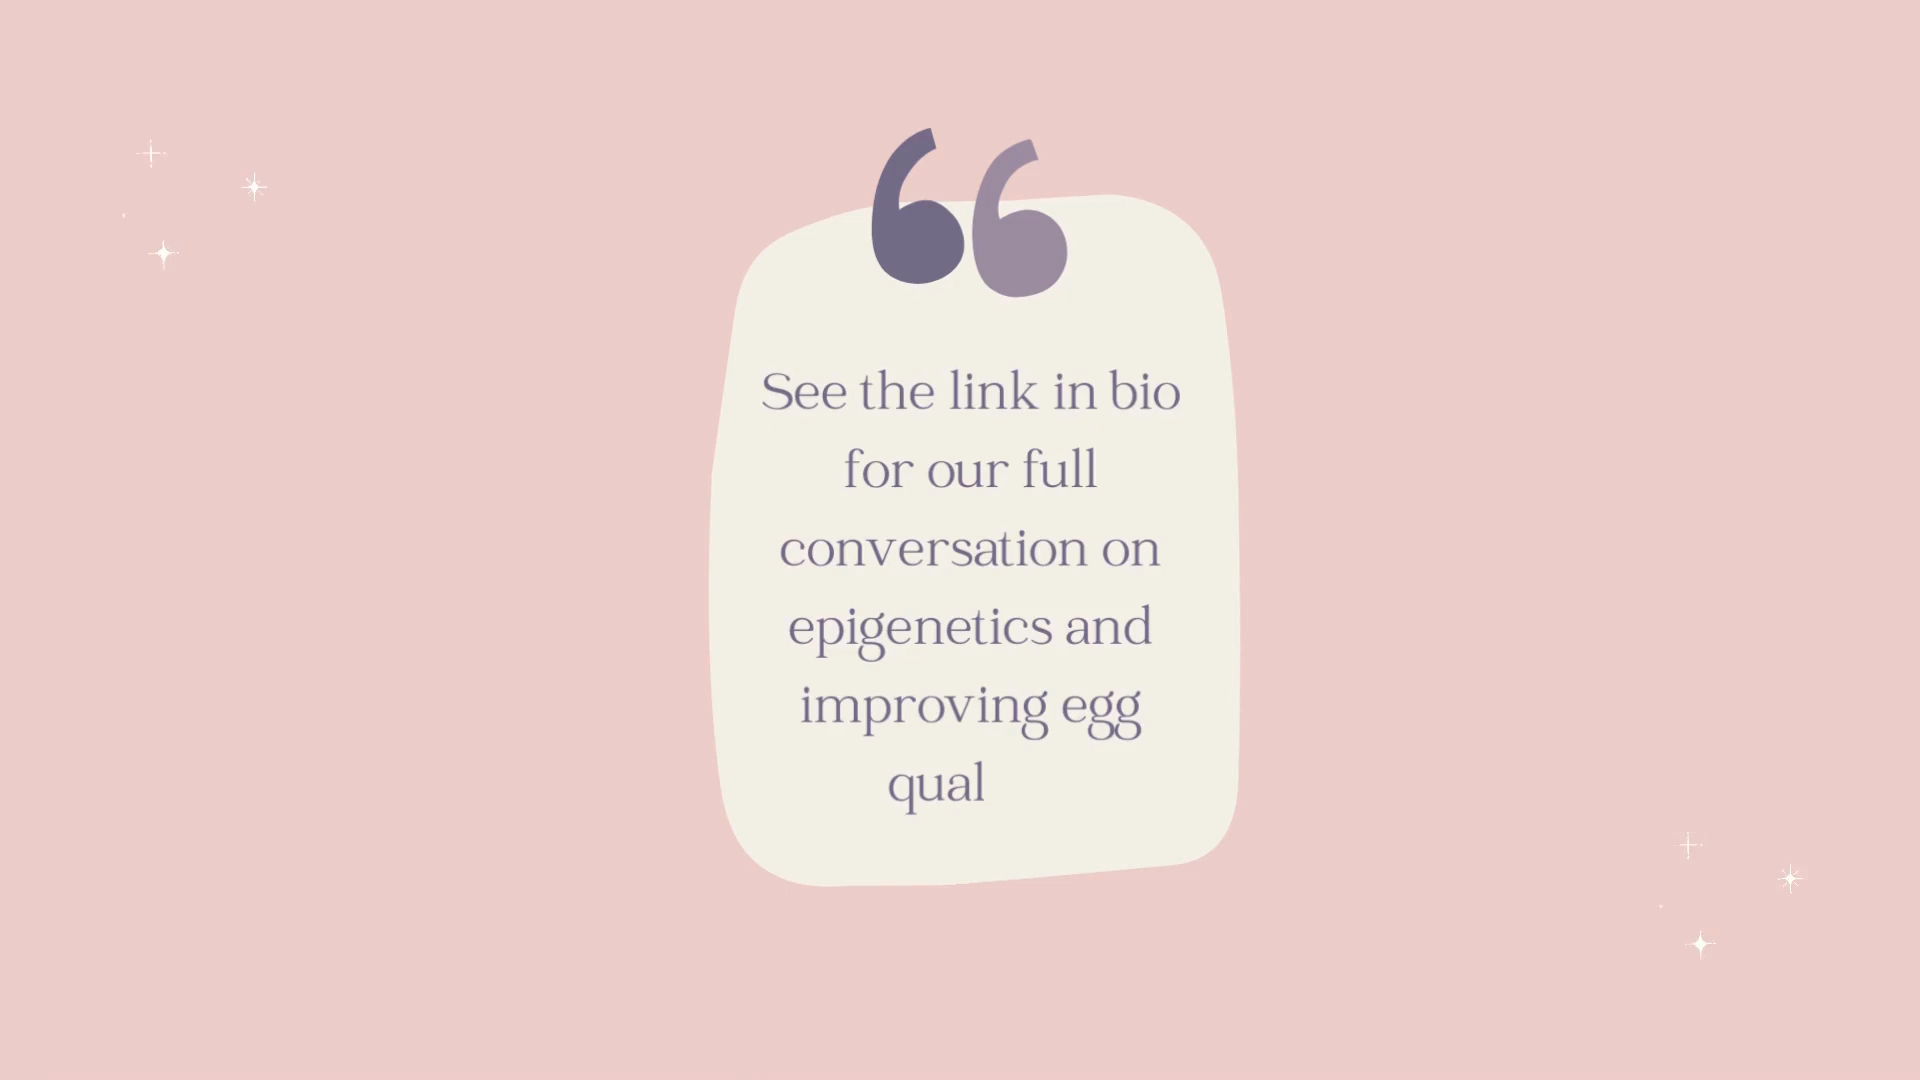 See the link in bio
for our full
conversation on
epigenetics and
improving egg
qual